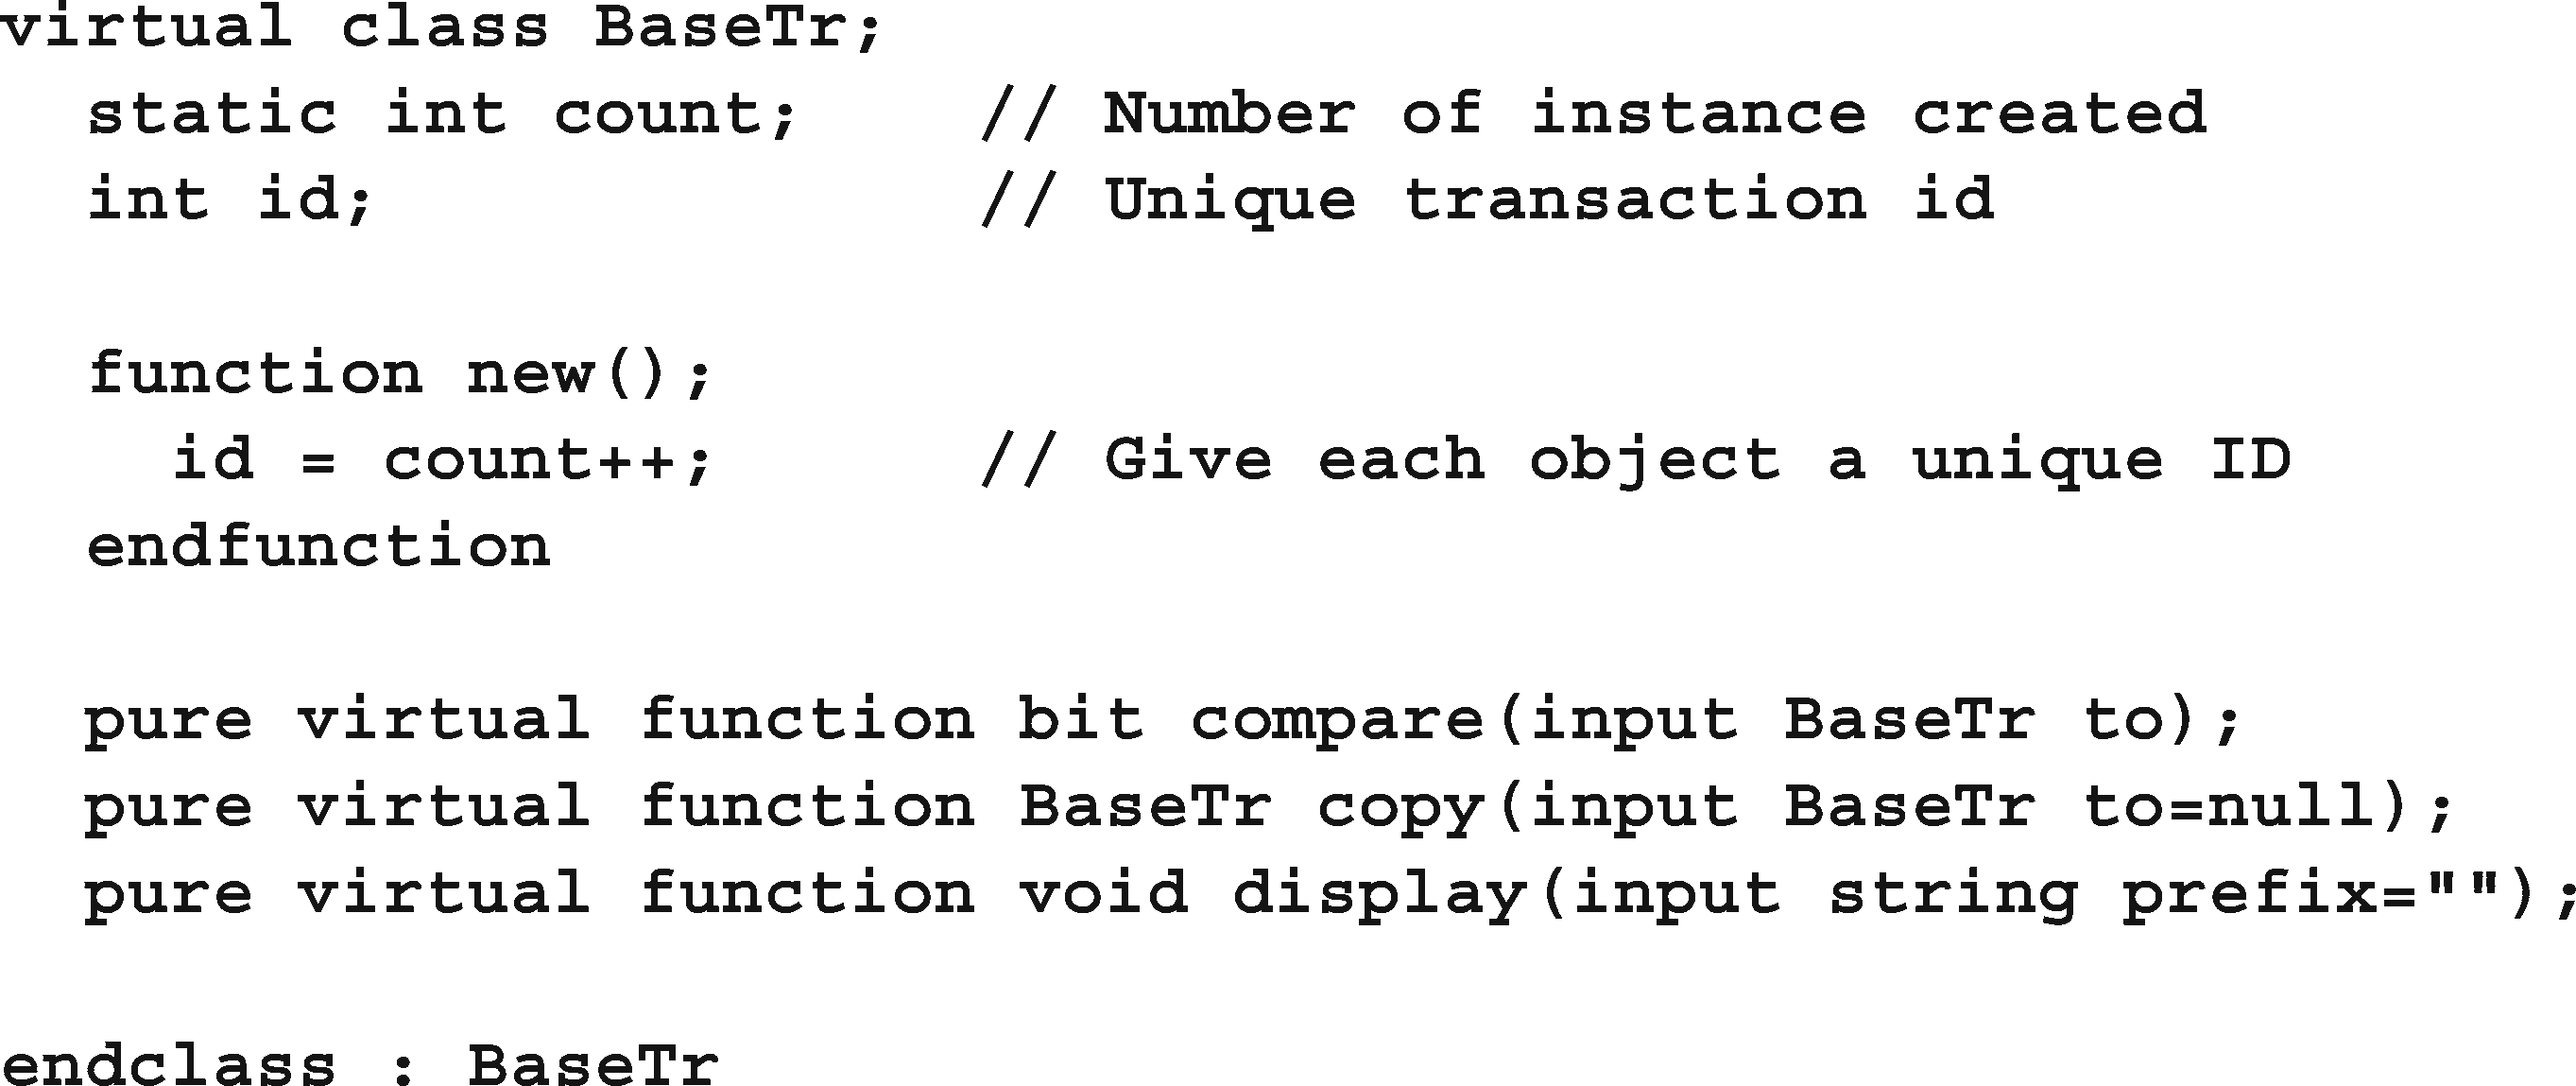 virtual class BaseTr;
  static int count;    // Number of instance created
  int id;              // Unique transaction id

  function new();
    id = count++;      // Give each object a unique ID
  endfunction

  pure virtual function bit compare(input BaseTr to);
  pure virtual function BaseTr copy(input BaseTr to=null);
  pure virtual function void display(input string prefix="");

endclass : BaseTr